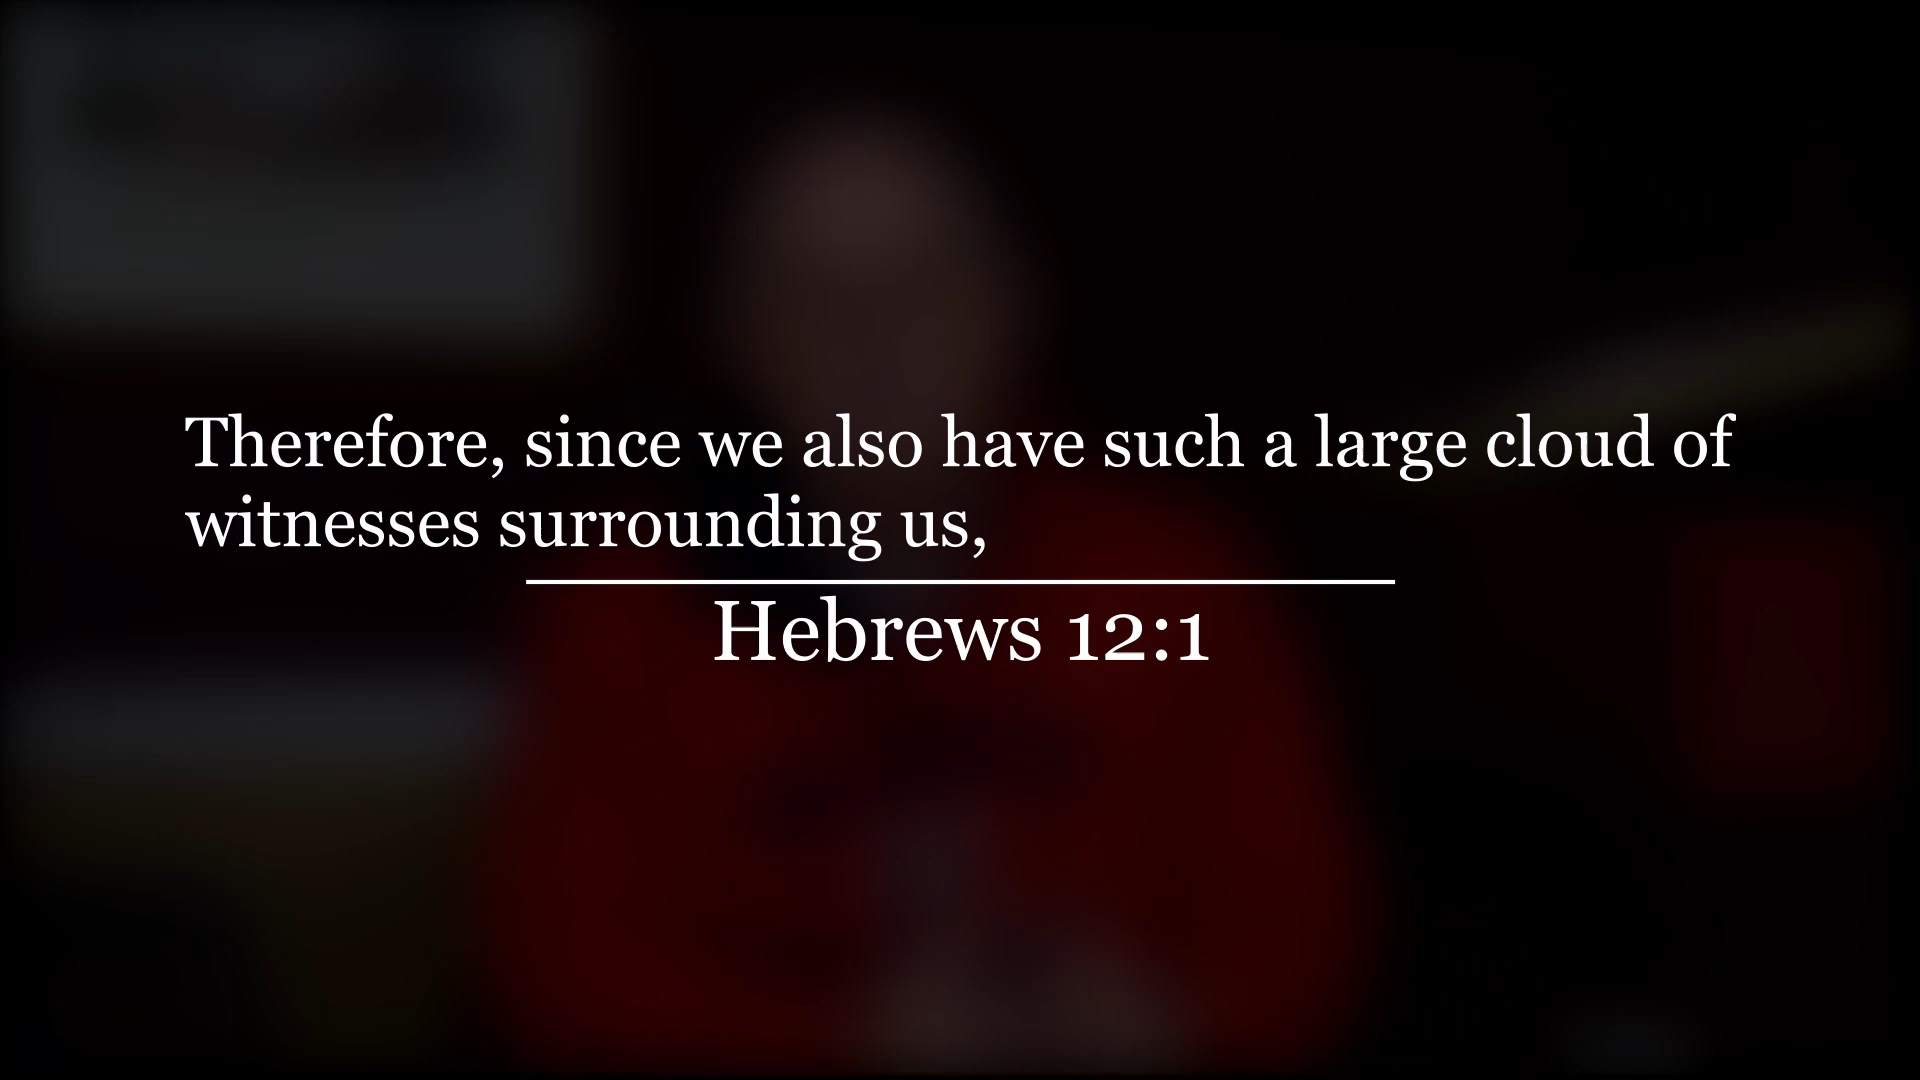 Therefore, since we also have such a large cloud of
witnesses surrounding us,
Hebrews 12:1